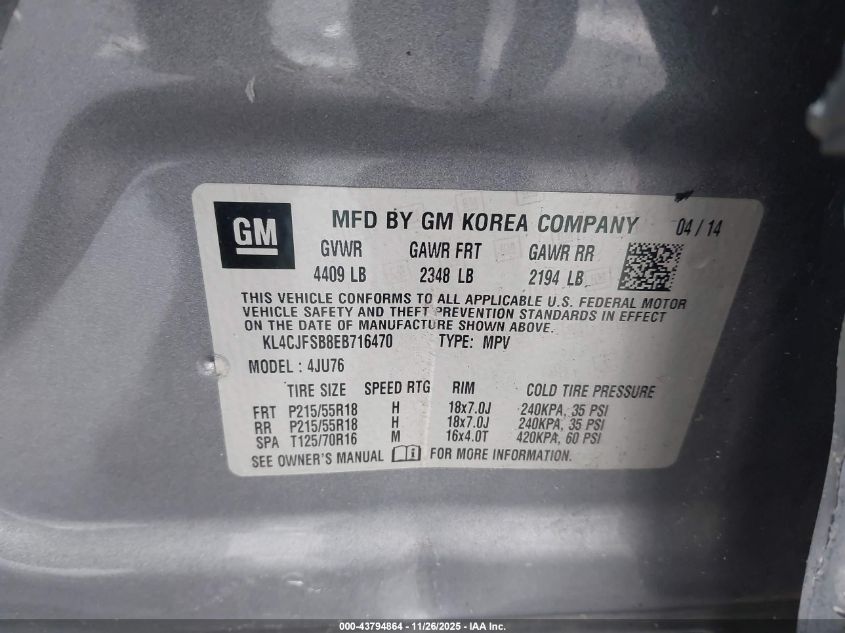 GM
MFD BY GM KOREA COMPANY 04 / 14
GVWR GAWR FRT GAWR RR
4409 LB 2348 LB 2194 LB
THIS VEHICLE CONFORMS TO ALL APPLICABLE U.S. FEDERAL MOTOR
VEHICLE SAFETY AND THEFT PREVENTION STANDARDS IN EFFECT
ON THE DATE OF MANUFACTURE SHOWN ABOVE.
KL4CJFSB8EB716470 TYPE: MPV
MODEL : 4JU76
TIRE SIZE SPEED RTG RIM COLD TIRE PRESSURE
FRT P215/55R18 H 18x7.0J 240KPA, 35 PSI
RR P215/55R18 H 18x7.0J 240KPA, 35 PSI
SPA T125/70R16 M 16x4.0T 420KPA, 60 PSI
SEE OWNER'S MANUAL FOR MORE INFORMATION.
000-43794864 - 11/26/2025 - IAA Inc.